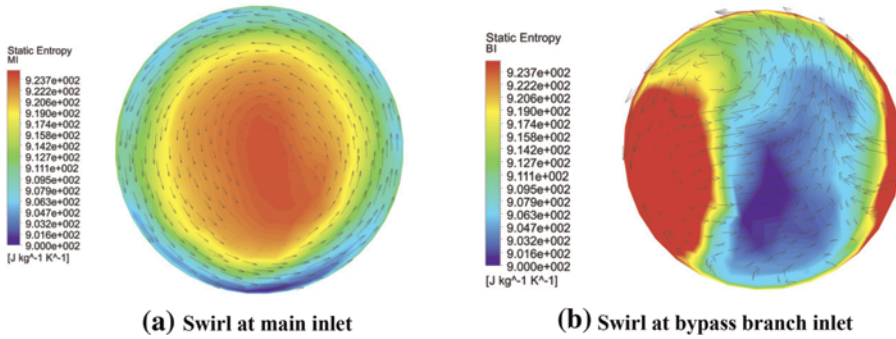 Static Entropy
MI
9.237e+002
9.222e+002
9.206e+002
9.190e+002
9.174e+002
9.158e+002
9.142e+002
9.127e+002
9.111e+002
9.095e+002
9.079e+002
9.063e+002
9.047e+002
9.032e+002
9.016e+002
9.000e+002
[J kg^-1 K^-1]
(a) Swirl at main inlet
Static Entropy
BI
9.237e+002
9.222e+002
9.206e+002
9.190e+002
9.174e+002
9.158e+002
9.142e+002
9.127e+002
9.111e+002
9.095e+002
9.079e+002
9.063e+002
9.047e+002
9.032e+002
9.016e+002
9.000e+002
[J kg^-1 K^-1]
(b) Swirl at bypass branch inlet